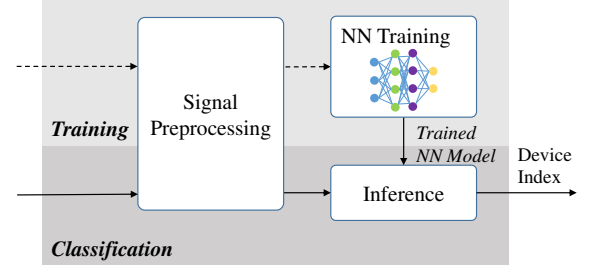 NN Training
Signal
Preprocessing
Training
Trained
NN Model
Device
Index
Inference
Classification